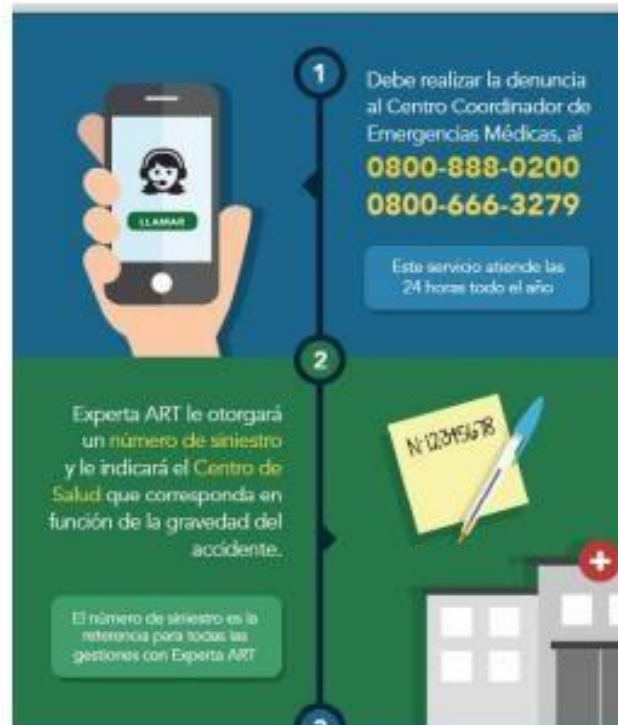 1
Debe realizar la denuncia
al Centro Coordinador de
Emergencias Médicas, al
0800-888-0200
0800-666-3279
LLAMAR
Este servicio atiende las
24 horas todo el año
2
Experta ART le otorgará
un número de siniestro
y le indicará el Centro de
Salud que corresponda en
función de la gravedad del
accidente.
N·12345678
El número de siniestro es la
referencia para todas las
gestiones con Experta ART
3